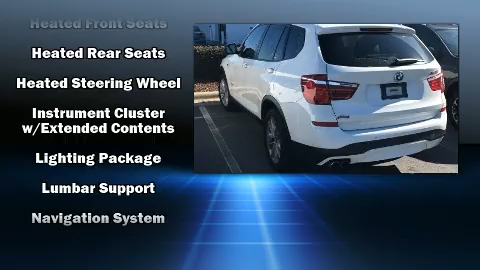 Heated Front Seats
Heated Rear Seats
Heated Steering Wheel
Instrument Cluster
w/Extended Contents
Lighting Package
Lumbar Support
Navigation System